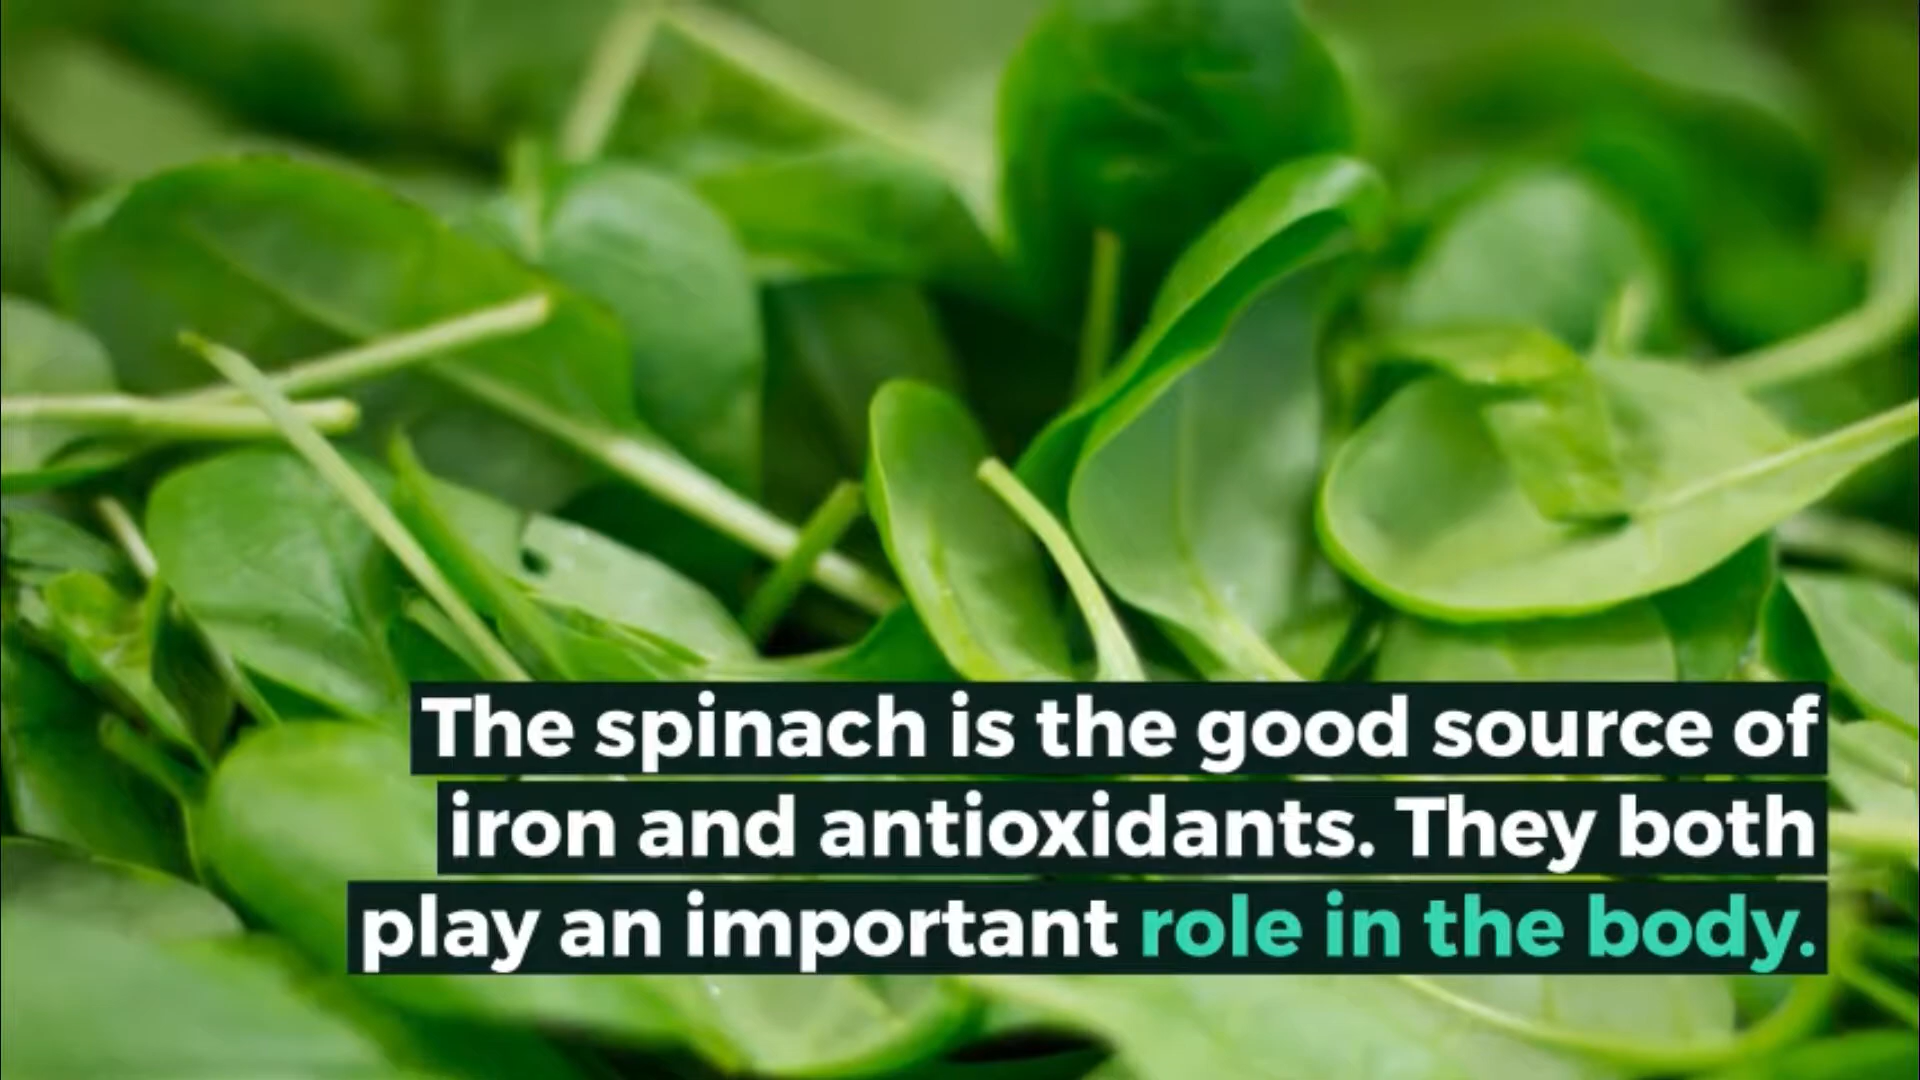 The spinach is the good source of
iron and antioxidants. They both
play an important role in the body.